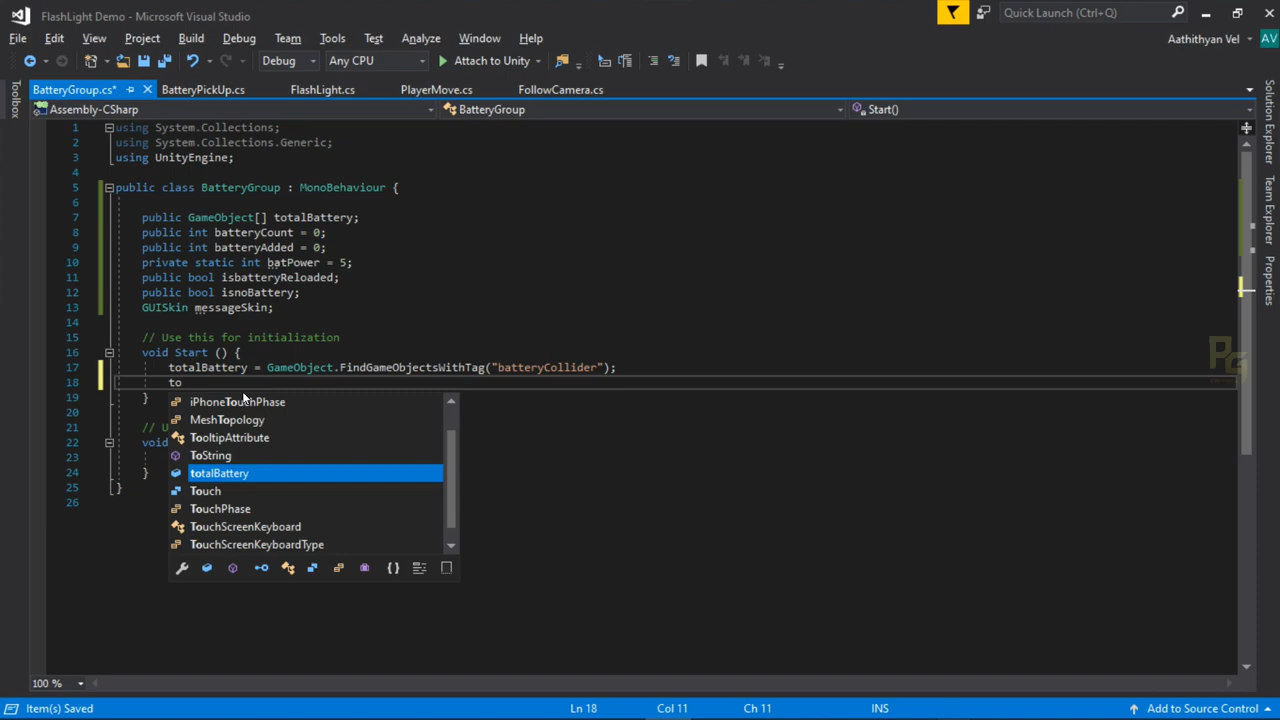 FlashLight Demo - Microsoft Visual Studio
Quick Launch (Ctrl+Q)
File Edit View Project Build Debug Team Tools Test Analyze Window Help
Aathithyan Vel AV
Debug Any CPU Attach to Unity
Toolbox
BatteryGroup.cs* BatteryPickUp.cs FlashLight.cs PlayerMove.cs FollowCamera.cs
Assembly-CSharp BatteryGroup Start()
1 using System.Collections;
2 using System.Collections.Generic;
3 using UnityEngine;
4
5 public class BatteryGroup : MonoBehaviour {
6
7 public GameObject[] totalBattery;
8 public int batteryCount = 0;
9 public int batteryAdded = 0;
10 private static int batPower = 5;
11 public bool isbatteryReloaded;
12 public bool isnoBattery;
13 GUISkin messageSkin;
14
15 // Use this for initialization
16 void Start () {
17 totalBattery = GameObject.FindGameObjectsWithTag("batteryCollider");
18 to
19 }
20
21 // U
22 void
23
24 }
25 }
26
iPhoneTouchPhase
MeshTopology
TooltipAttribute
ToString
totalBattery
Touch
TouchPhase
TouchScreenKeyboard
TouchScreenKeyboardType
Solution Explorer
Team Explorer
Properties
PG
100 %
Item(s) Saved Ln 18 Col 11 Ch 11 INS Add to Source Control